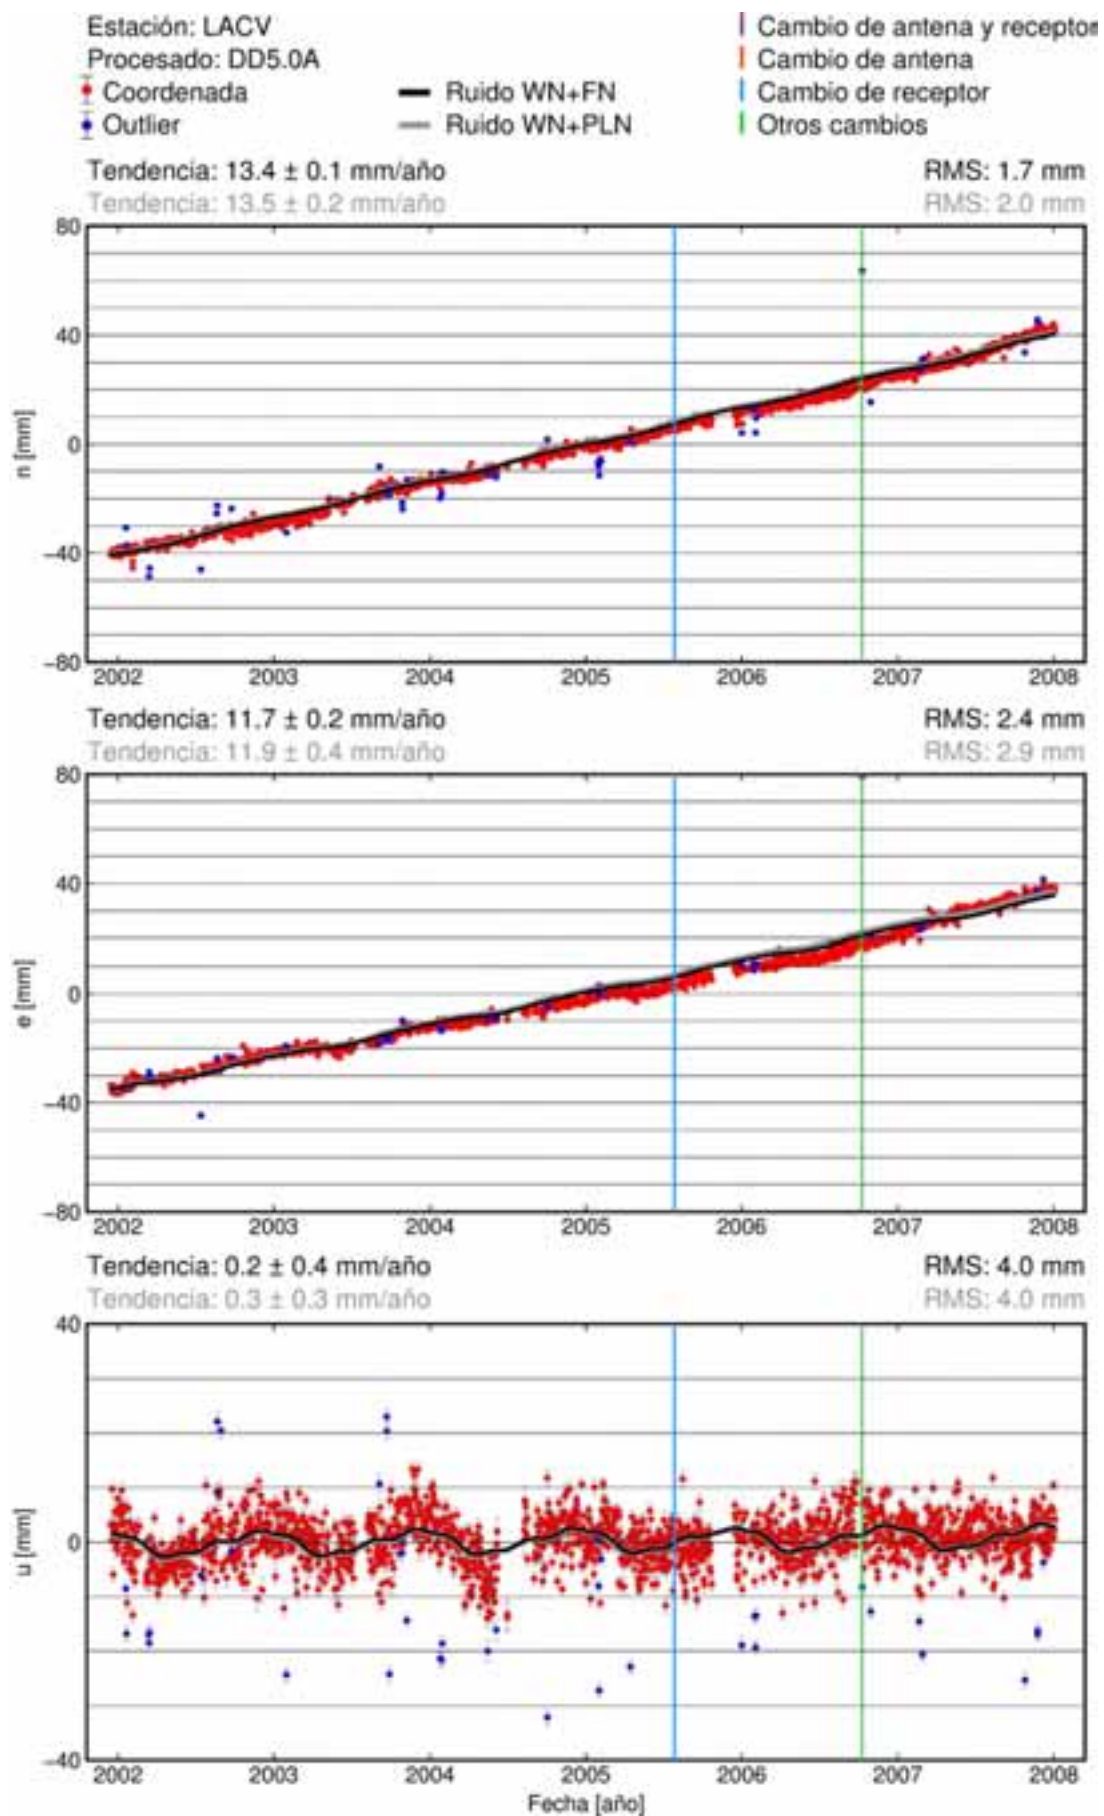 Estación: LACV
Procesado: DD5.0A
Coordenada
Outlier
Ruido WN+FN
Ruido WN+PLN
Cambio de antena y receptor
Cambio de antena
Cambio de receptor
Otros cambios
Tendencia: 13.4 ± 0.1 mm/año RMS: 1.7 mm
Tendencia: 13.5 ± 0.2 mm/año RMS: 2.0 mm
80
40
0
−40
−80
n [mm]
2002 2003 2004 2005 2006 2007 2008
Tendencia: 11.7 ± 0.2 mm/año RMS: 2.4 mm
Tendencia: 11.9 ± 0.4 mm/año RMS: 2.9 mm
80
40
0
−40
−80
e [mm]
2002 2003 2004 2005 2006 2007 2008
Tendencia: 0.2 ± 0.4 mm/año RMS: 4.0 mm
Tendencia: 0.3 ± 0.3 mm/año RMS: 4.0 mm
40
0
−40
u [mm]
2002 2003 2004 2005 2006 2007 2008
Fecha [año]